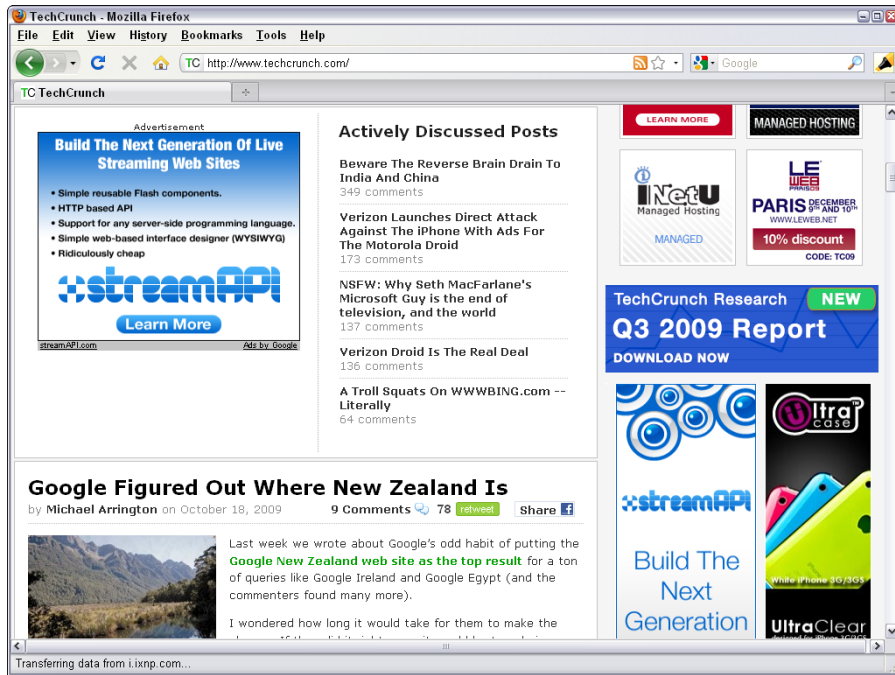 TechCrunch - Mozilla Firefox
File Edit View History Bookmarks Tools Help
TC http://www.techcrunch.com/
Google
TC TechCrunch
Advertisement
Build The Next Generation Of Live
Streaming Web Sites
• Simple reusable Flash components.
• HTTP based API
• Support for any server-side programming language.
• Simple web-based interface designer (WYSIWYG)
• Ridiculously cheap
streamAPI
Learn More
streamAPI.com Ads by Google
Actively Discussed Posts
Beware The Reverse Brain Drain To
India And China
349 comments
Verizon Launches Direct Attack
Against The iPhone With Ads For
The Motorola Droid
173 comments
NSFW: Why Seth MacFarlane's
Microsoft Guy is the end of
television, and the world
137 comments
Verizon Droid Is The Real Deal
136 comments
A Troll Squats On WWWBING.com --
Literally
64 comments
LEARN MORE
MANAGED HOSTING
iNetU
Managed Hosting
MANAGED
LE
WEB
PARIS DECEMBER
9TH AND 10TH
WWW.LEWEB.NET
10% discount
CODE: TC09
TechCrunch Research NEW
Q3 2009 Report
DOWNLOAD NOW
streamAPI
Build The
Next
Generation
Ultra
case
White iPhone 3G/3GS
UltraClear
designed for iPhone 3G/3GS
Google Figured Out Where New Zealand Is
by Michael Arrington on October 18, 2009 9 Comments 78 retweet Share f
Last week we wrote about Google's odd habit of putting the
Google New Zealand web site as the top result for a ton
of queries like Google Ireland and Google Egypt (and the
commenters found many more).
I wondered how long it would take for them to make the
Transferring data from i.ixnp.com...